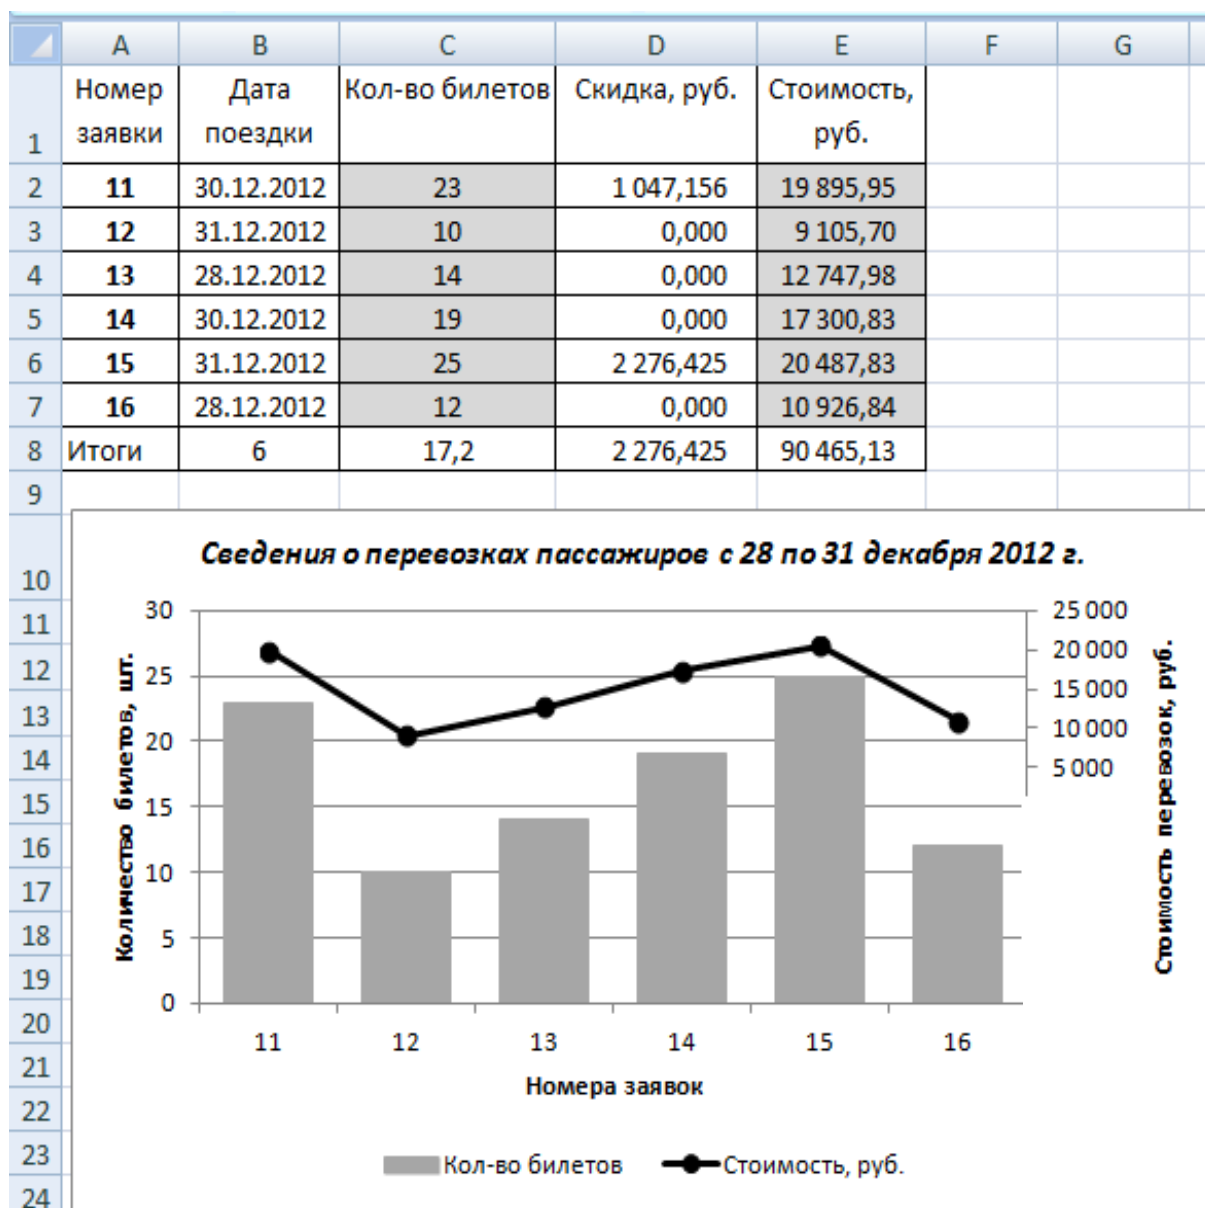 A B C D E F G
Номер Дата Кол-во билетов Скидка, руб. Стоимость,
1 заявки поездки руб.
2 11 30.12.2012 23 1 047,156 19 895,95
3 12 31.12.2012 10 0,000 9 105,70
4 13 28.12.2012 14 0,000 12 747,98
5 14 30.12.2012 19 0,000 17 300,83
6 15 31.12.2012 25 2 276,425 20 487,83
7 16 28.12.2012 12 0,000 10 926,84
8 Итоги 6 17,2 2 276,425 90 465,13
9
10
11
12
13
14
15
16
17
18
19
20
21
22
23
24
Сведения о перевозках пассажиров с 28 по 31 декабря 2012 г.
Количество билетов, шт.
30
25
20
15
10
5
0
25 000
20 000
15 000
10 000
5 000
Стоимость перевозок, руб.
11 12 13 14 15 16
Номера заявок
Кол-во билетов Стоимость, руб.